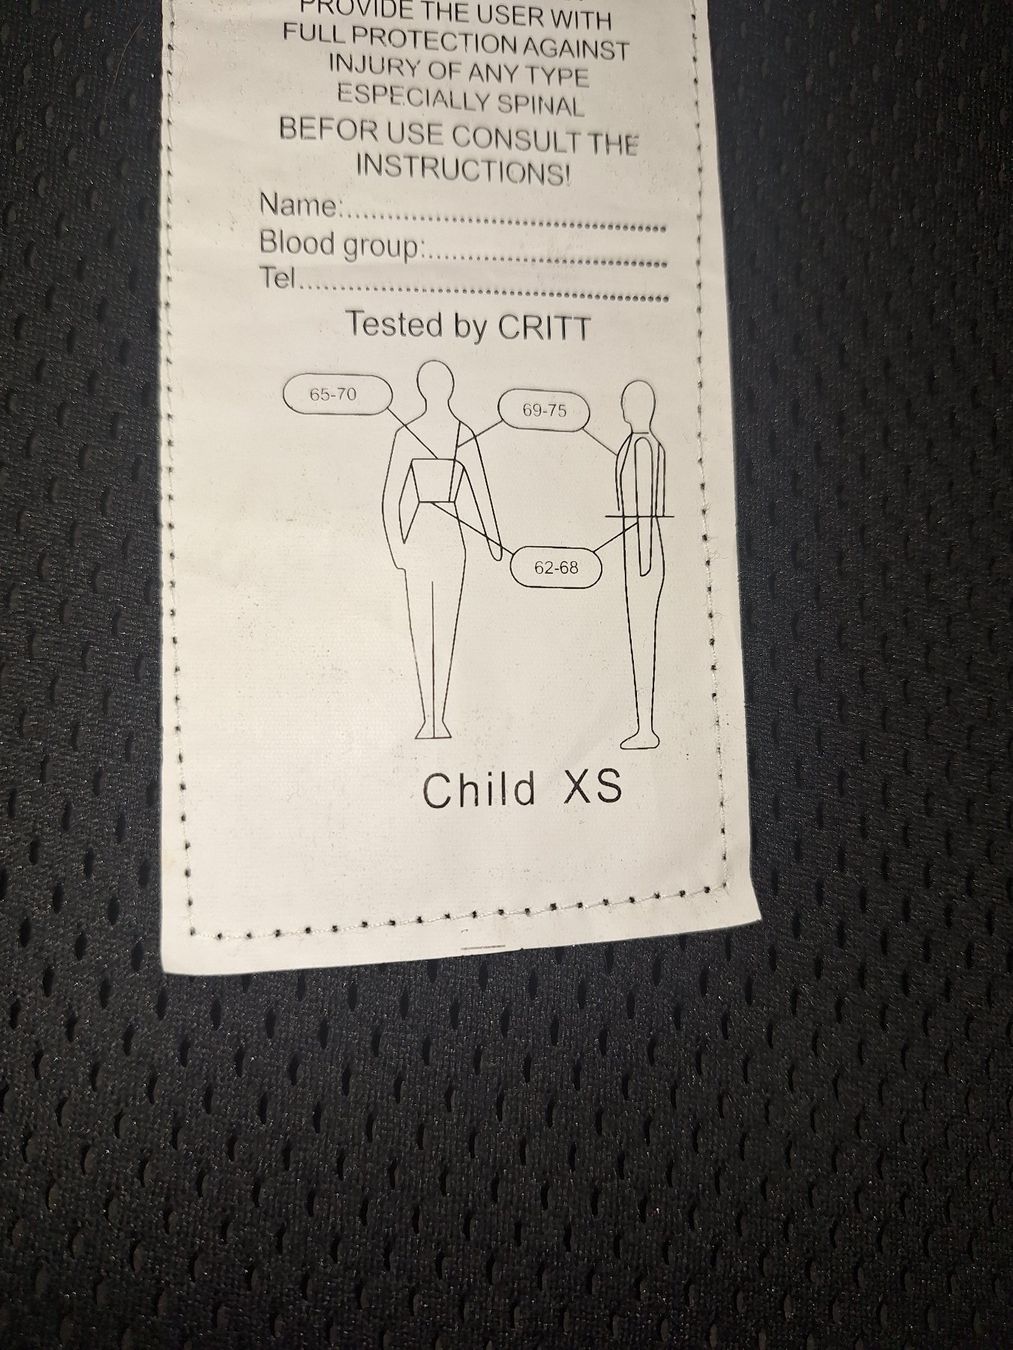 PROVIDE THE USER WITH
FULL PROTECTION AGAINST
INJURY OF ANY TYPE
ESPECIALLY SPINAL
BEFOR USE CONSULT THE
INSTRUCTIONS!
Name:..........................................
Blood group:...............................
Tel...............................................
Tested by CRITT
65-70
69-75
62-68
Child XS